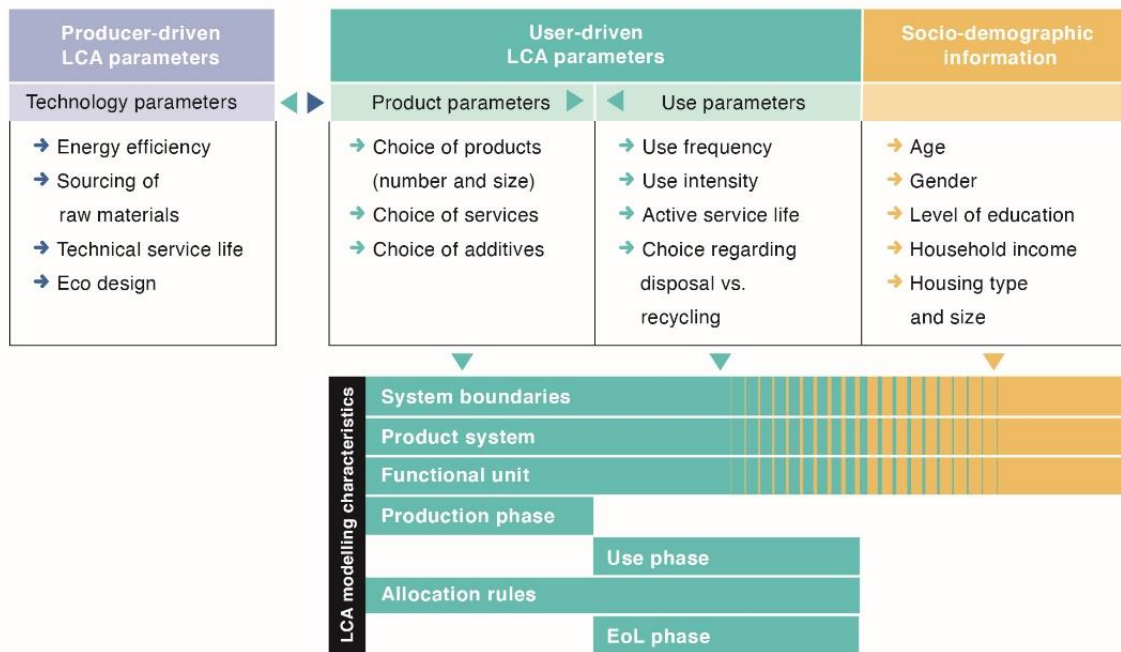 Producer-driven
LCA parameters
User-driven
LCA parameters
Socio-demographic
information
Technology parameters
Product parameters
Use parameters
Energy efficiency
Sourcing of
raw materials
Technical service life
Eco design
Choice of products
(number and size)
Choice of services
Choice of additives
Use frequency
Use intensity
Active service life
Choice regarding
disposal vs.
recycling
Age
Gender
Level of education
Household income
Housing type
and size
LCA modelling characteristics
System boundaries
Product system
Functional unit
Production phase
Use phase
Allocation rules
EoL phase